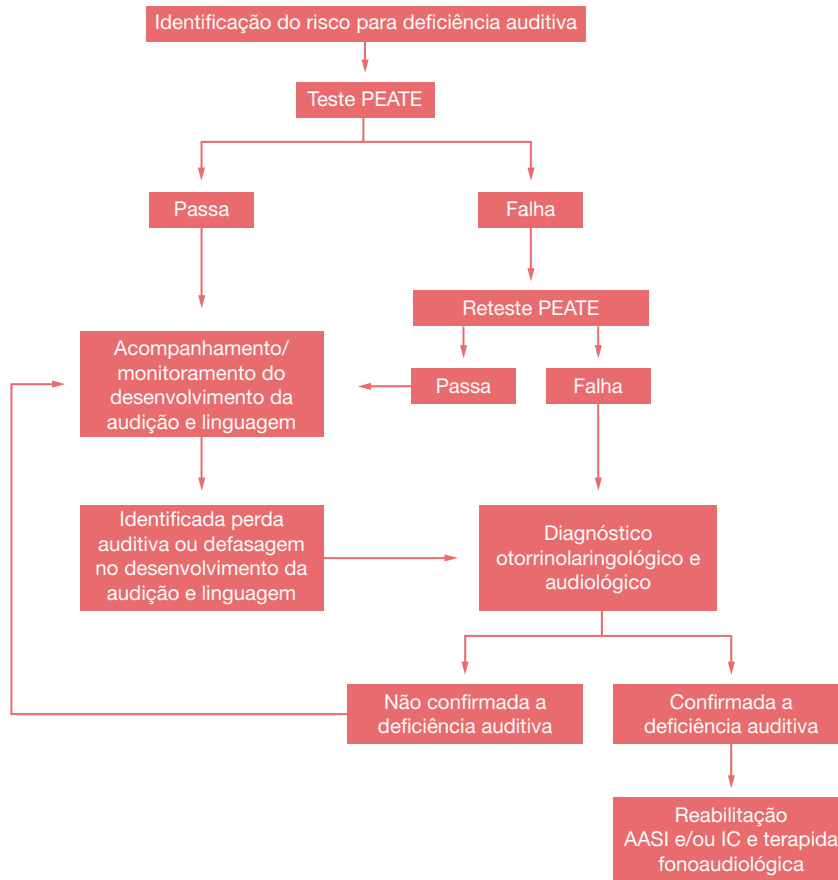 Identificação do risco para deficiência auditiva
Teste PEATE
Passa
Falha
Reteste PEATE
Passa
Falha
Acompanhamento/
monitoramento do
desenvolvimento da
audição e linguagem
Identificada perda
auditiva ou defasagem
no desenvolvimento da
audição e linguagem
Diagnóstico
otorrinolaringológico e
audiológico
Não confirmada a
deficiência auditiva
Confirmada a
deficiência auditiva
Reabilitação
AASI e/ou IC e terapida
fonoaudiológica